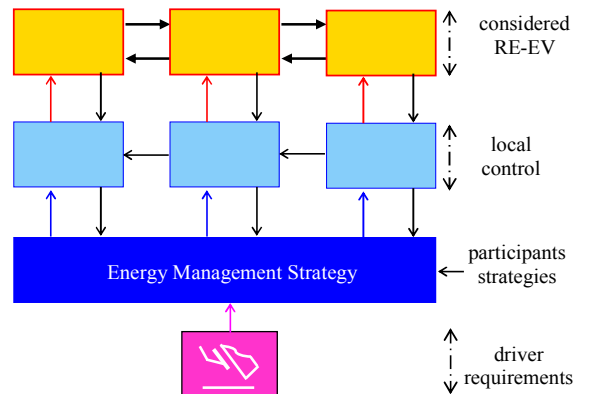 considered
RE-EV
local
control
Energy Management Strategy
participants
strategies
driver
requirements